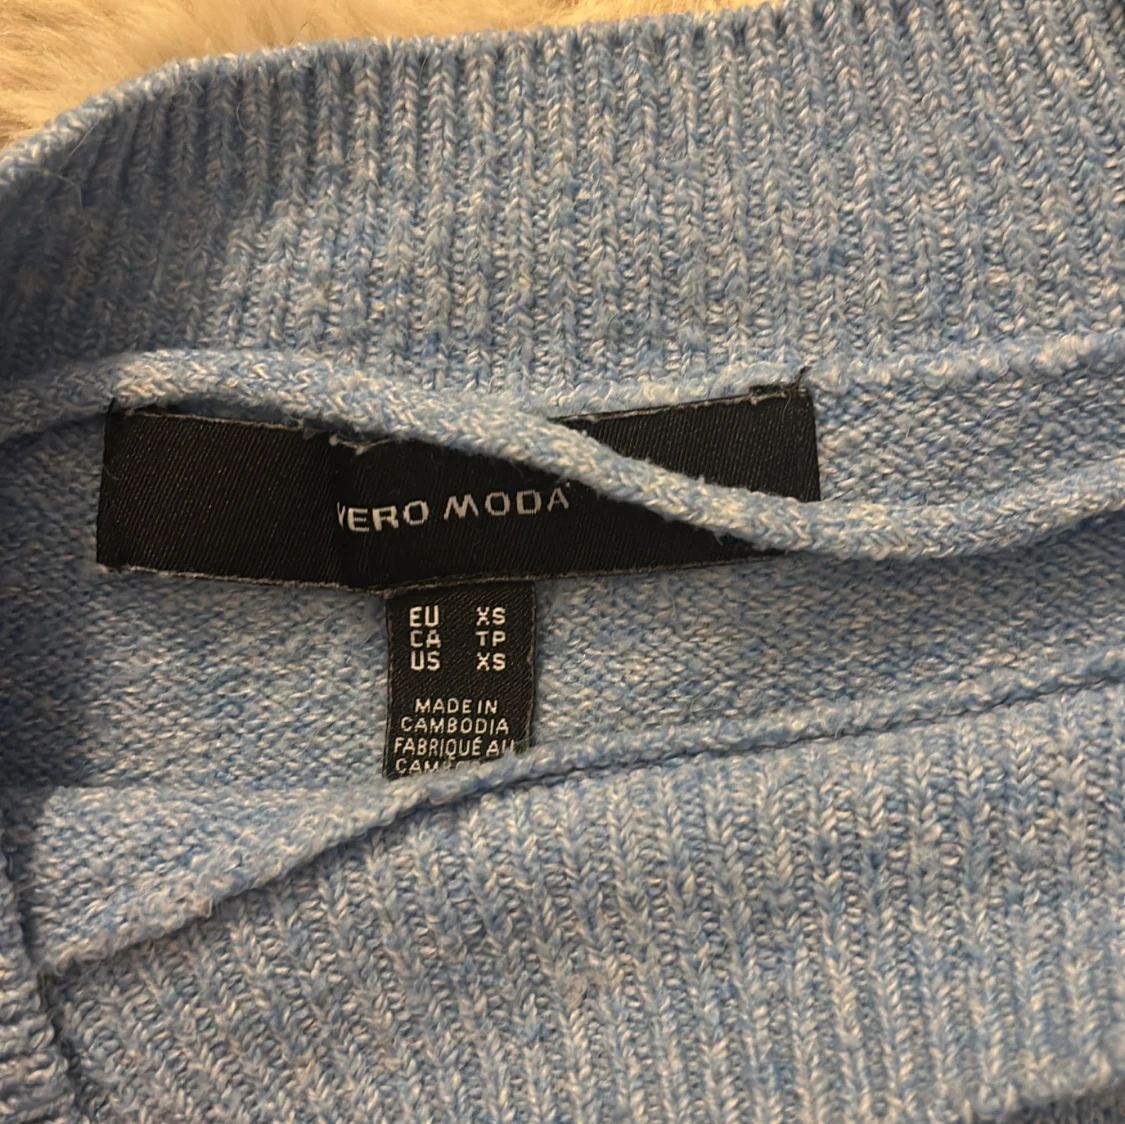 VERO MODA
EU XS
CA TP
US XS
MADE IN
CAMBODIA
FABRIQUÉ AU